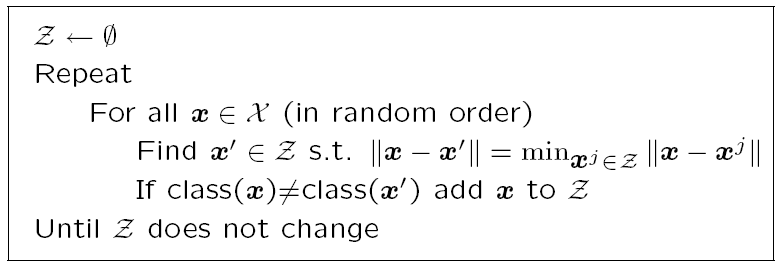 𝒵 ← ∅
Repeat
For all 𝒙 ∈ 𝒳 (in random order)
Find 𝒙′ ∈ 𝒵 s.t. ‖𝒙 − 𝒙′‖ = min_{𝒙^j ∈ 𝒵} ‖𝒙 − 𝒙^j‖
If class(𝒙)≠class(𝒙′) add 𝒙 to 𝒵
Until 𝒵 does not change